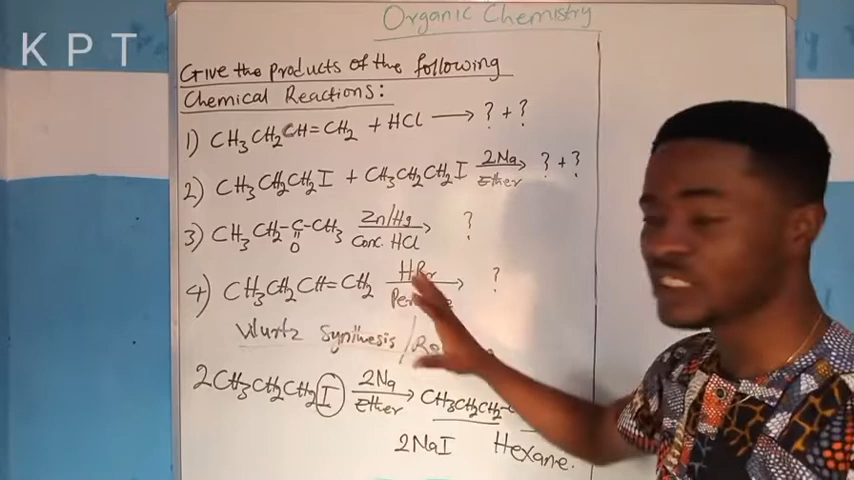 Organic Chemistry
KPT
Give the products of the following
Chemical Reactions:
1) CH3CH2CH=CH2 + HCl → ? + ?
2) CH3CH2CH2I + CH3CH2CH2I 2Na Ether → ? + ?
3) CH3CH2-C-CH3 Zn/Hg Conc. HCl → ?
O
4) CH3CH2CH=CH2 HBr → ?
Wurtz Synthesis /
2CH3CH2CH2I 2Na Ether → CH3CH2CH2-
2NaI Hexane.